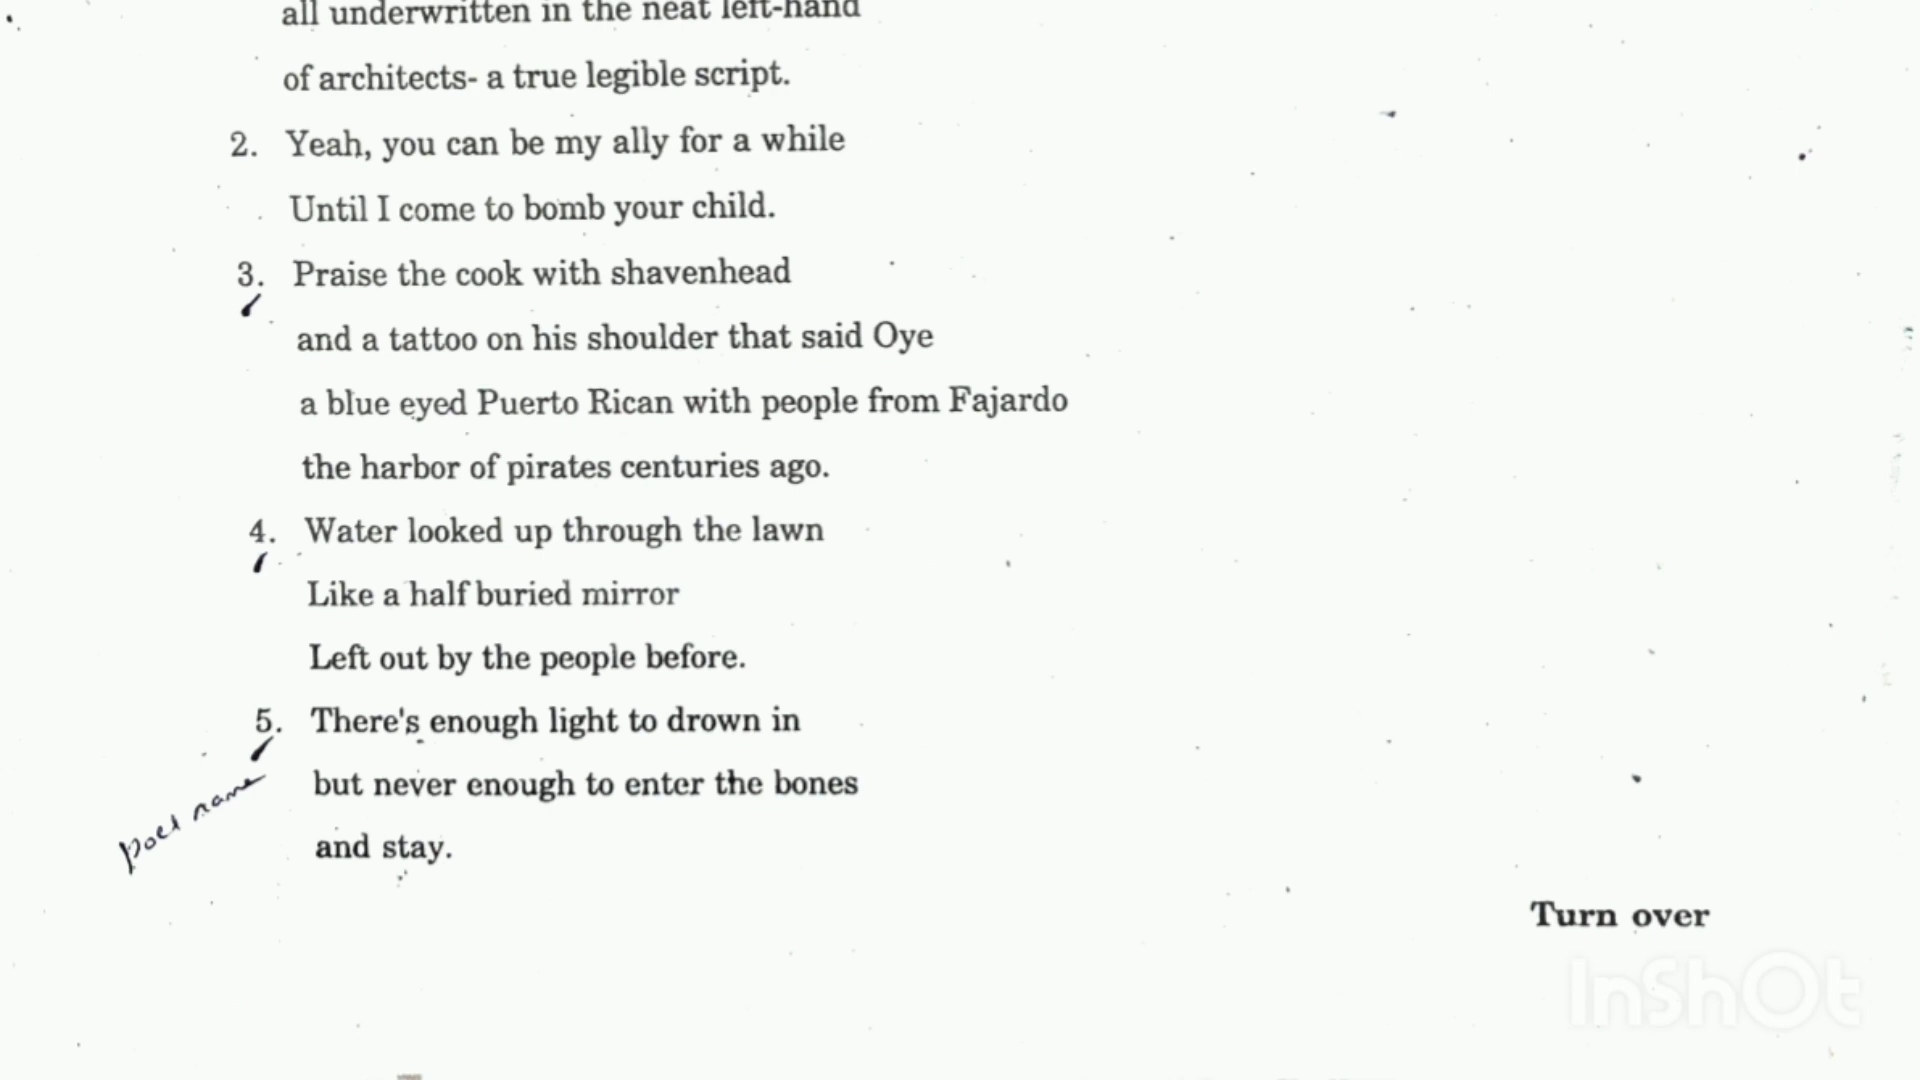 all underwritten in the neat left-hand
of architects- a true legible script.
2. Yeah, you can be my ally for a while
Until I come to bomb your child.
3. Praise the cook with shavenhead
and a tattoo on his shoulder that said Oye
a blue eyed Puerto Rican with people from Fajardo
the harbor of pirates centuries ago.
4. Water looked up through the lawn
Like a half buried mirror
Left out by the people before.
5. There's enough light to drown in
but never enough to enter the bones
and stay.
poet name
Turn over
InShOt